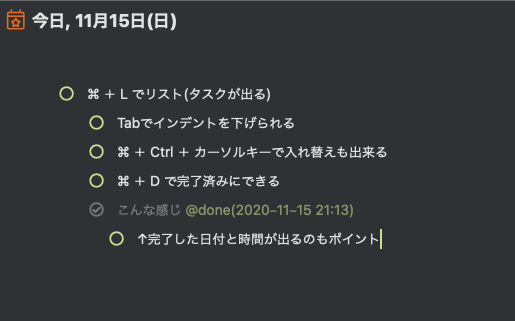 今日, 11月15日(日)
⌘ + L でリスト(タスクが出る)
Tabでインデントを下げられる
⌘ + Ctrl + カーソルキーで入れ替えも出来る
⌘ + D で完了済みにできる
こんな感じ @done(2020-11-15 21:13)
↑完了した日付と時間が出るのもポイント